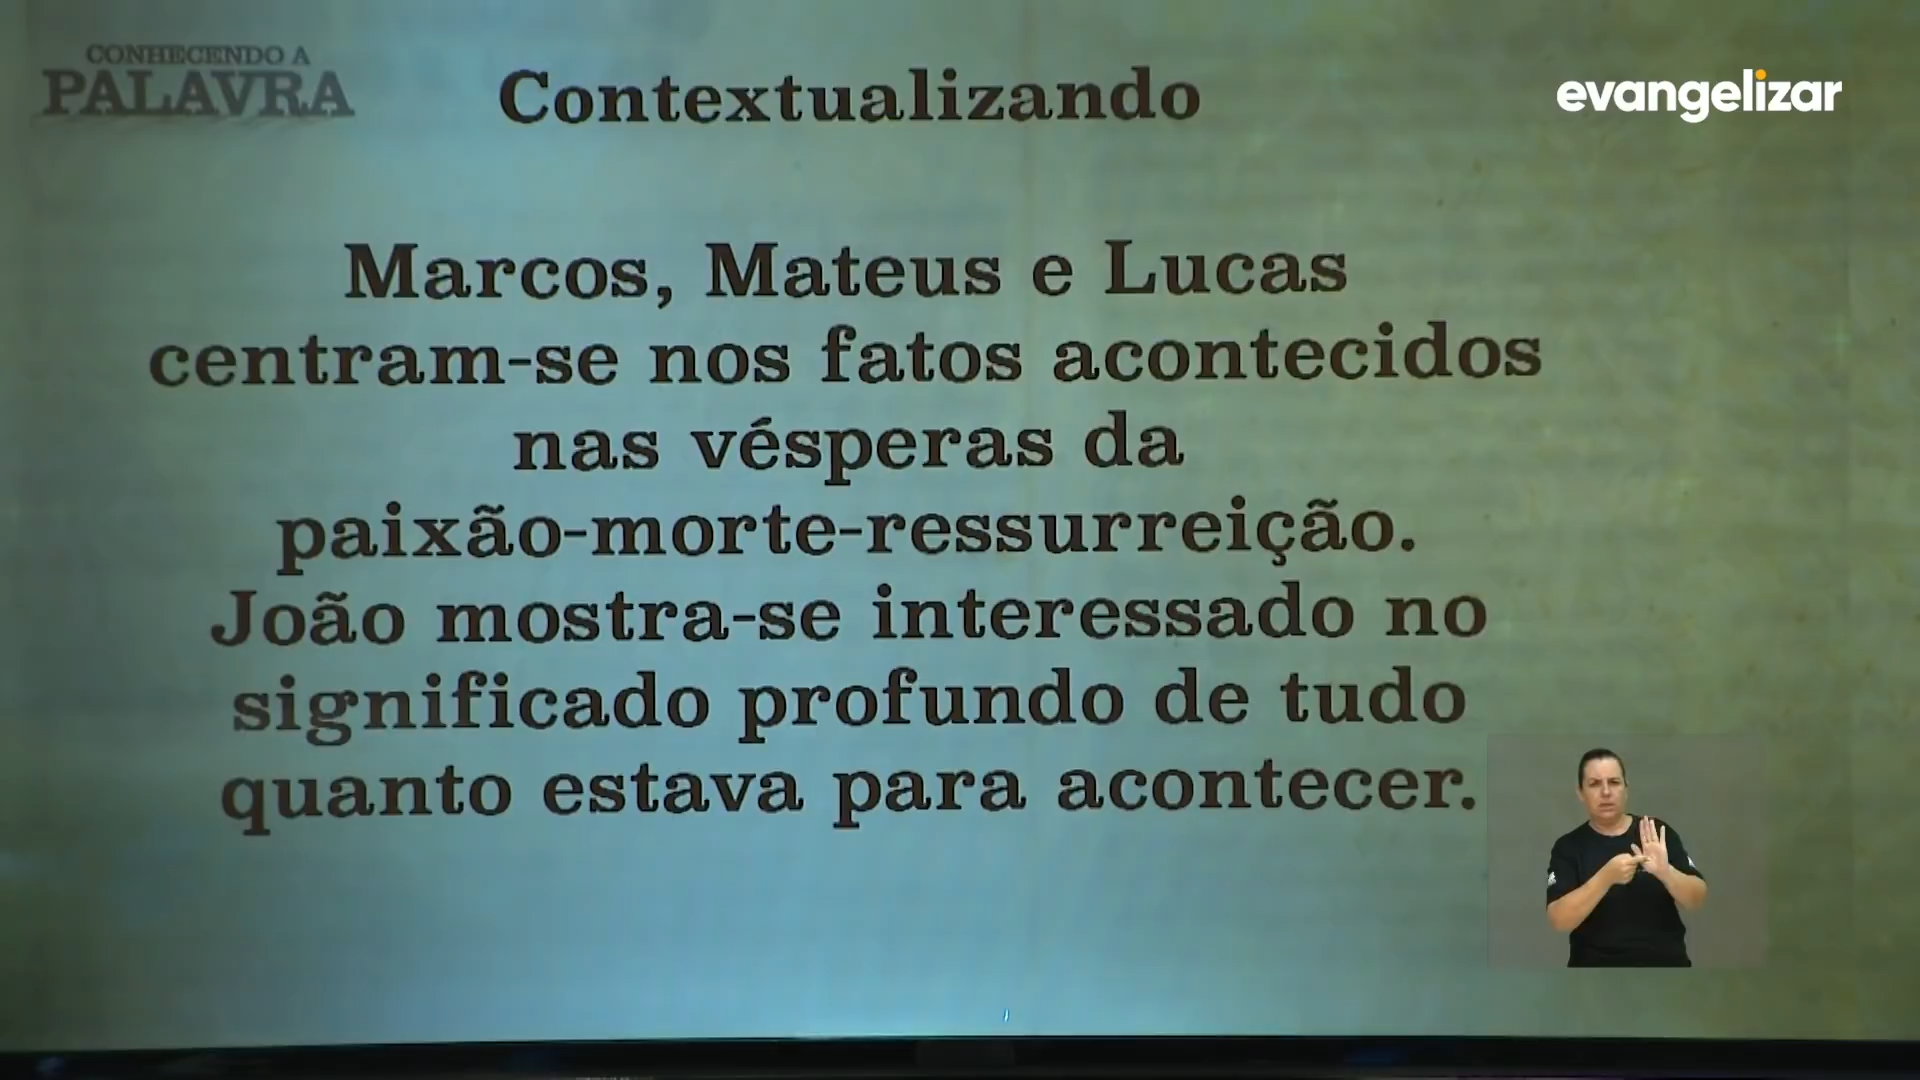 CONHECENDO A
PALAVRA
Contextualizando
evangelizar
Marcos, Mateus e Lucas
centram-se nos fatos acontecidos
nas vésperas da
paixão-morte-ressurreição.
João mostra-se interessado no
significado profundo de tudo
quanto estava para acontecer.